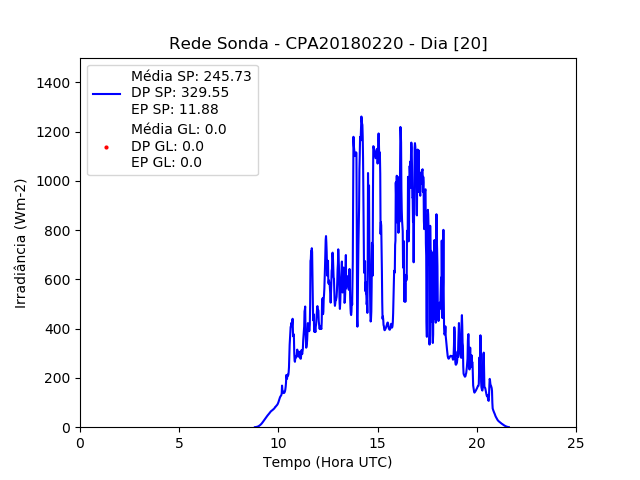 Rede Sonda - CPA20180220 - Dia [20]
Média SP: 245.73
DP SP: 329.55
EP SP: 11.88
Média GL: 0.0
DP GL: 0.0
EP GL: 0.0
Irradiância (Wm-2)
1400
1200
1000
800
600
400
200
0
0 5 10 15 20 25
Tempo (Hora UTC)